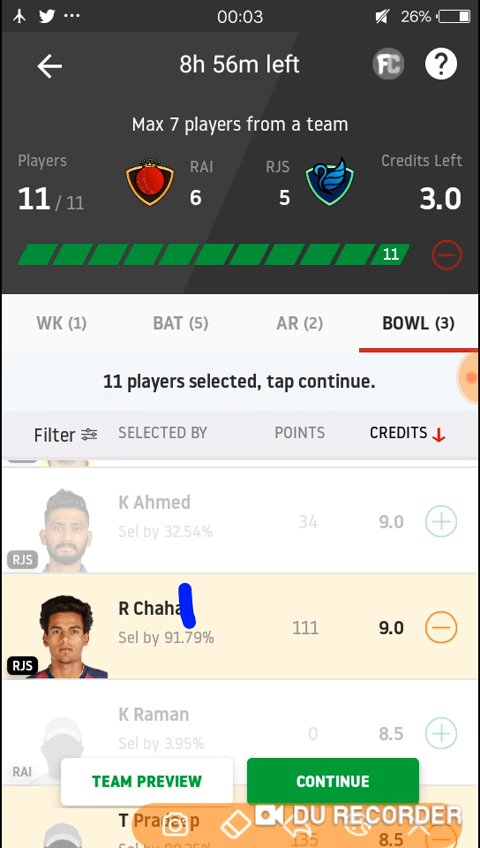 00:03
26%
8h 56m left
FC
?
Max 7 players from a team
Players
RAI
RJS
Credits Left
11 / 11
6
5
3.0
11
WK (1)
BAT (5)
AR (2)
BOWL (3)
11 players selected, tap continue.
Filter
SELECTED BY
POINTS
CREDITS
K Ahmed
Sel by 32.54%
34
9.0
RJS
R Chaha
Sel by 91.79%
111
9.0
RJS
K Raman
Sel by 3.95%
0
8.5
RAI
TEAM PREVIEW
CONTINUE
DU RECORDER
T Pradeep
135
8.5